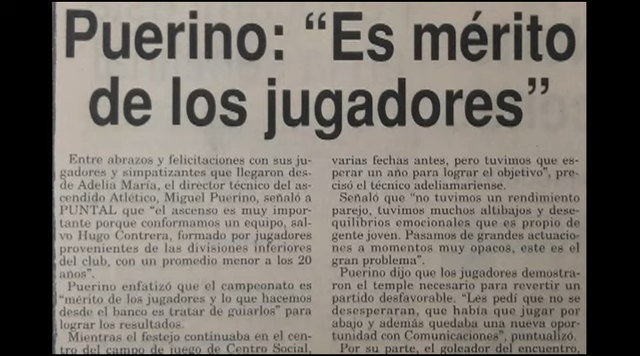 Puerino: “Es mérito
de los jugadores”
Entre abrazos y felicitaciones con sus ju-
gadores y simpatizantes que llegaron des-
de Adelia María, el director técnico del as-
cendido Atlético, Miguel Puerino, señaló a
PUNTAL que “el ascenso es muy impor-
tante porque conformamos un equipo, sal-
vo Hugo Contrera, formado por jugadores
provenientes de las divisiones inferiores
del club, con un promedio menor a los 20
años”.
Puerino enfatizó que el campeonato es
“mérito de los jugadores y lo que hacemos
desde el banco es tratar de guiarlos” para
lograr los resultados.
Mientras el festejo continuaba en el cen-
tro del campo de juego de Centro Social,
varias fechas antes, pero tuvimos que es-
perar un año para lograr el objetivo”, pre-
cisó el técnico adeliamariense.
Señaló que “no tuvimos un rendimiento
parejo, tuvimos muchos altibajos y dese-
quilibrios emocionales que es propio de
gente joven. Pasamos de grandes actuacio-
nes a momentos muy opacos, este es el
gran problema”.
Puerino dijo que los jugadores demostra-
ron el temple necesario para revertir un
partido desfavorable. “Les pedí que no se
desesperaran, que había que jugar por
abajo y además quedaba una nueva opor-
tunidad con Comunicaciones”, puntualizó.
Por su parte, el goleador del encuentro,